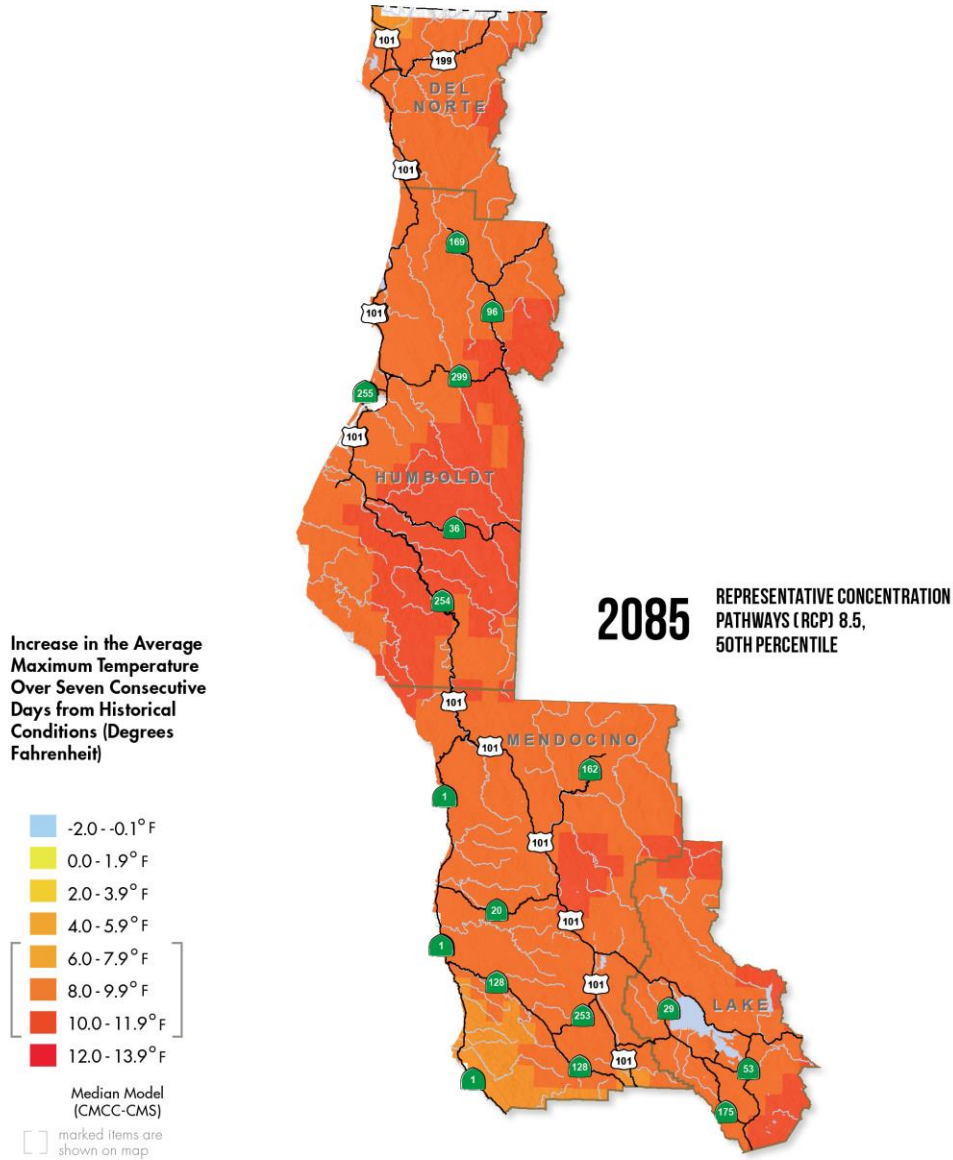 101
199
DEL
NORTE
101
169
101
96
299
255
101
HUMBOLDT
36
254
2085
REPRESENTATIVE CONCENTRATION
PATHWAYS (RCP) 8.5,
50TH PERCENTILE
Increase in the Average
Maximum Temperature
Over Seven Consecutive
Days from Historical
Conditions (Degrees
Fahrenheit)
101
101
MENDOCINO
162
1
101
-2.0 - -0.1° F
0.0 - 1.9° F
2.0 - 3.9° F
4.0 - 5.9° F
6.0 - 7.9° F
8.0 - 9.9° F
10.0 - 11.9° F
12.0 - 13.9° F
20
101
1
128
101
29
LAKE
253
101
128
53
1
175
Median Model
(CMCC-CMS)
marked items are
shown on map